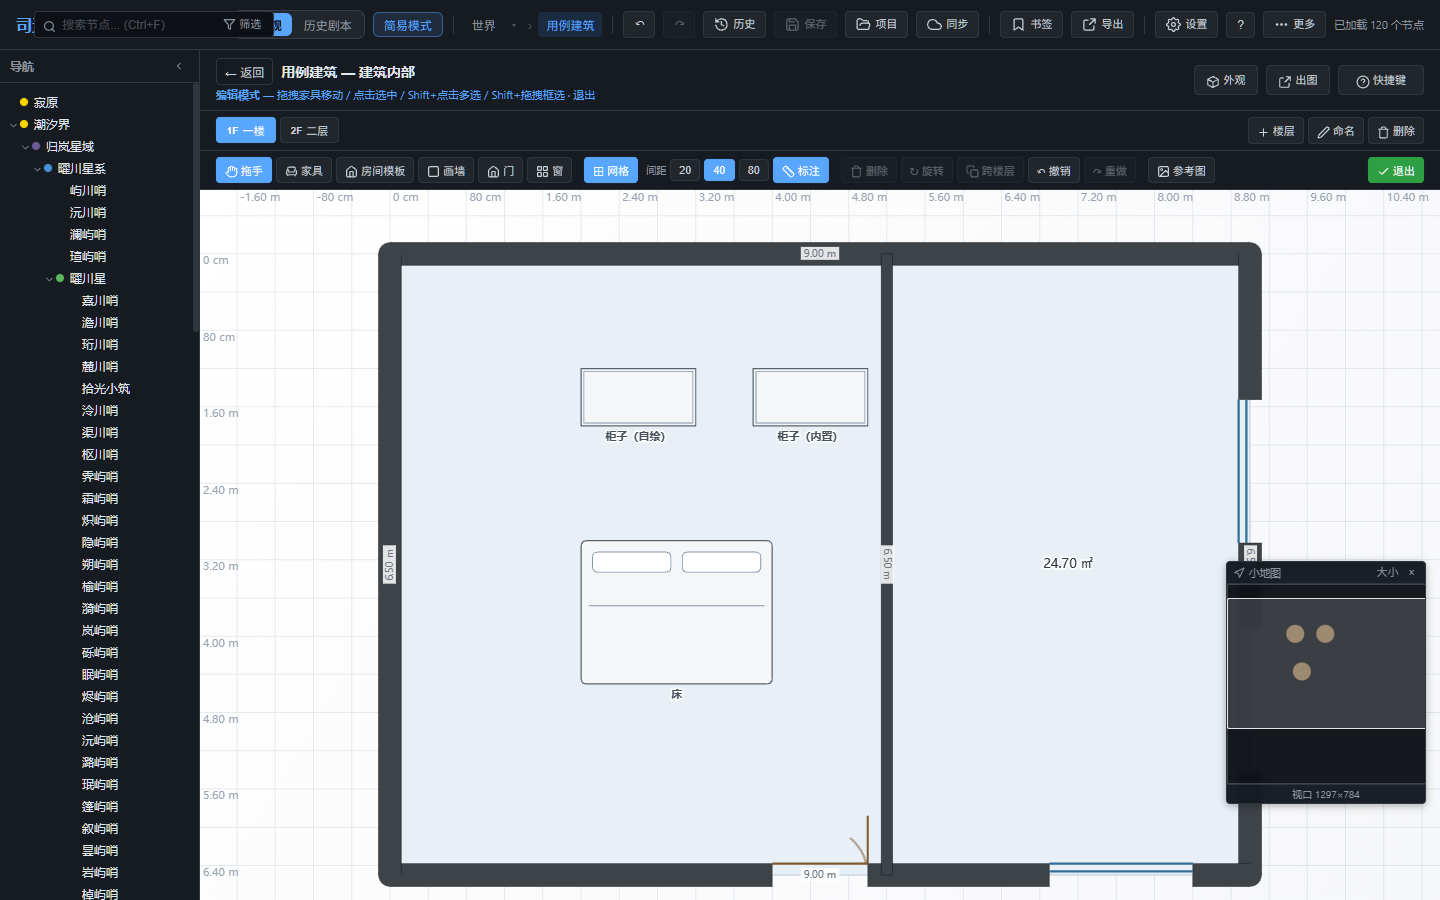 司
搜索节点... (Ctrl+F)
筛选
历史剧本
简易模式
世界
用例建筑
历史
保存
项目
同步
书签
导出
设置
?
更多
已加载 120 个节点
导航
寂原
潮汐界
归岚星域
曜川星系
屿川哨
沅川哨
澜屿哨
瑄屿哨
曜川星
嘉川哨
澹川哨
珩川哨
麓川哨
拾光小筑
泠川哨
渠川哨
枢川哨
霁屿哨
霜屿哨
炽屿哨
隐屿哨
朔屿哨
榆屿哨
漪屿哨
岚屿哨
砾屿哨
眠屿哨
烬屿哨
沧屿哨
沅屿哨
潞屿哨
珉屿哨
篷屿哨
叙屿哨
昙屿哨
岩屿哨
棹屿哨
← 返回
用例建筑 — 建筑内部
编辑模式 — 拖拽家具移动 / 点击选中 / Shift+点击多选 / Shift+拖拽框选 · 退出
外观
出图
快捷键
1F 一楼
2F 二层
楼层
命名
删除
拖手
家具
房间模板
画墙
门
窗
网格
间距
20
40
80
标注
删除
旋转
跨楼层
撤销
重做
参考图
退出
-1.60 m
-80 cm
0 cm
80 cm
1.60 m
2.40 m
3.20 m
4.00 m
4.80 m
5.60 m
6.40 m
7.20 m
8.00 m
8.80 m
9.60 m
10.40 m
0 cm
80 cm
1.60 m
2.40 m
3.20 m
4.00 m
4.80 m
5.60 m
6.40 m
9.00 m
柜子（自绘）
柜子（内置）
6.50 m
6.50 m
24.70 ㎡
床
9.00 m
小地图
大小
×
视口 1297×784